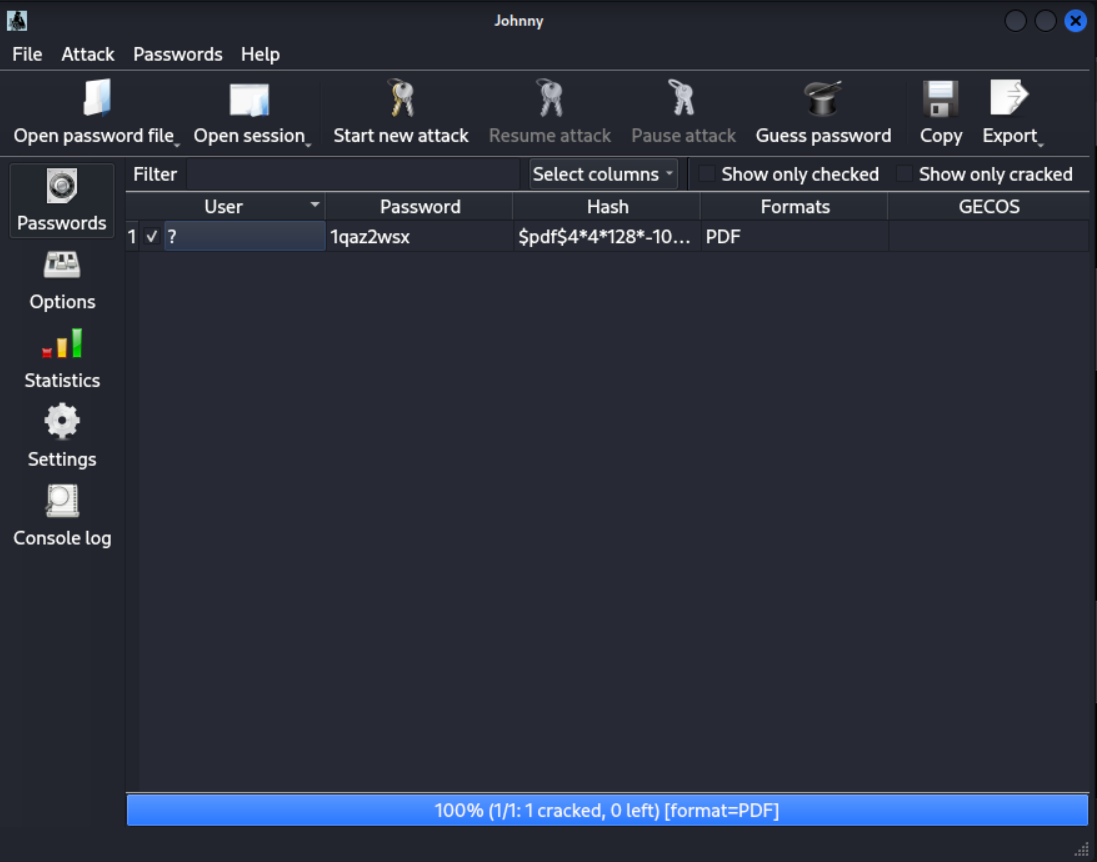 Johnny
File Attack Passwords Help
Open password file Open session Start new attack Resume attack Pause attack Guess password Copy Export
Filter Select columns Show only checked Show only cracked
Passwords
User Password Hash Formats GECOS
1 ? 1qaz2wsx $pdf$4*4*128*-10... PDF
Options
Statistics
Settings
Console log
100% (1/1: 1 cracked, 0 left) [format=PDF]